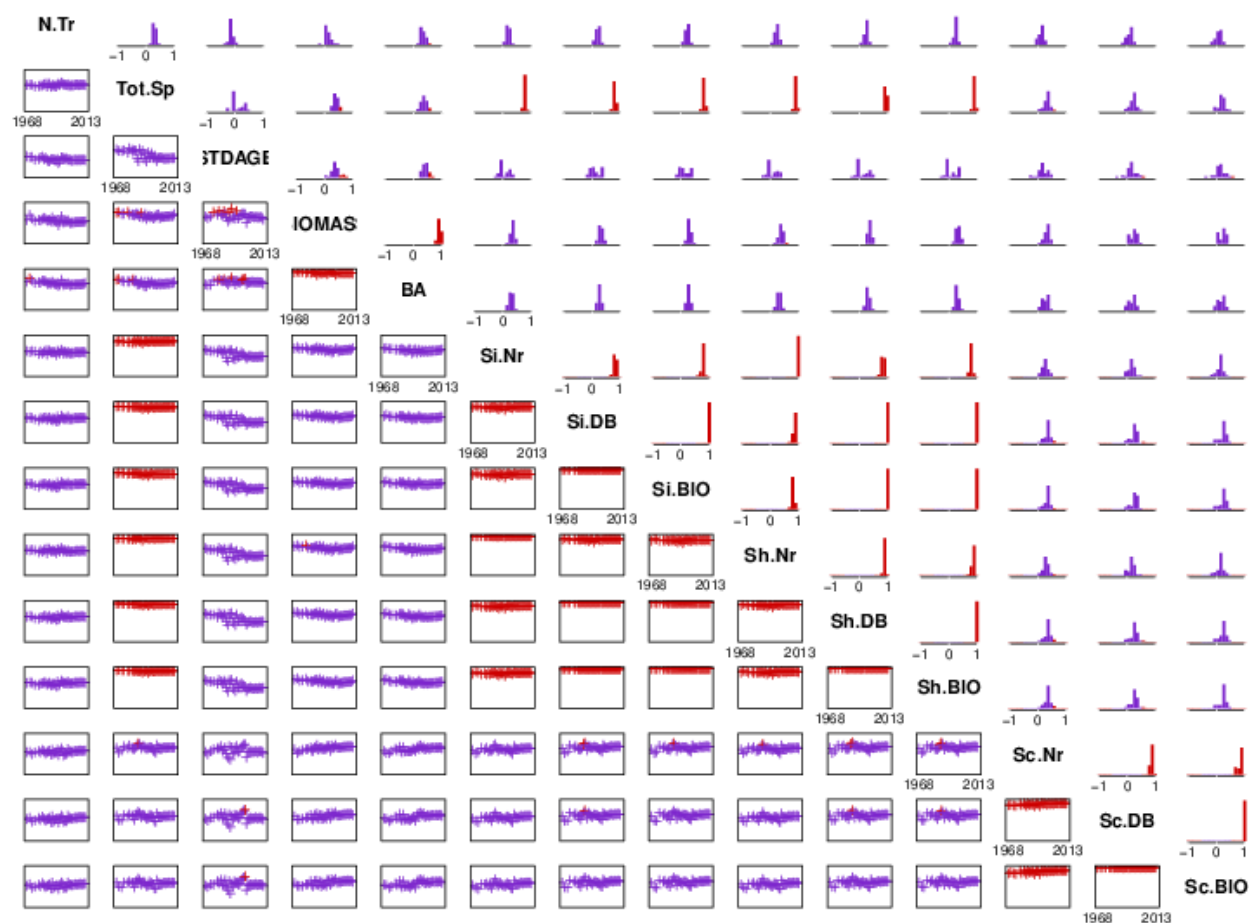 N.Tr
−1 0 1
Tot.Sp
1968 2013 −1 0 1
STDAGE
1968 2013 −1 0 1
IOMAS
1968 2013 −1 0 1
BA
1968 2013 −1 0 1
Si.Nr
1968 2013 −1 0 1
Si.DB
1968 2013 −1 0 1
Si.BIO
1968 2013 −1 0 1
Sh.Nr
1968 2013 −1 0 1
Sh.DB
1968 2013 −1 0 1
Sh.BIO
1968 2013 −1 0 1
Sc.Nr
1968 2013 −1 0 1
Sc.DB
1968 2013 −1 0 1
Sc.BIO
1968 2013